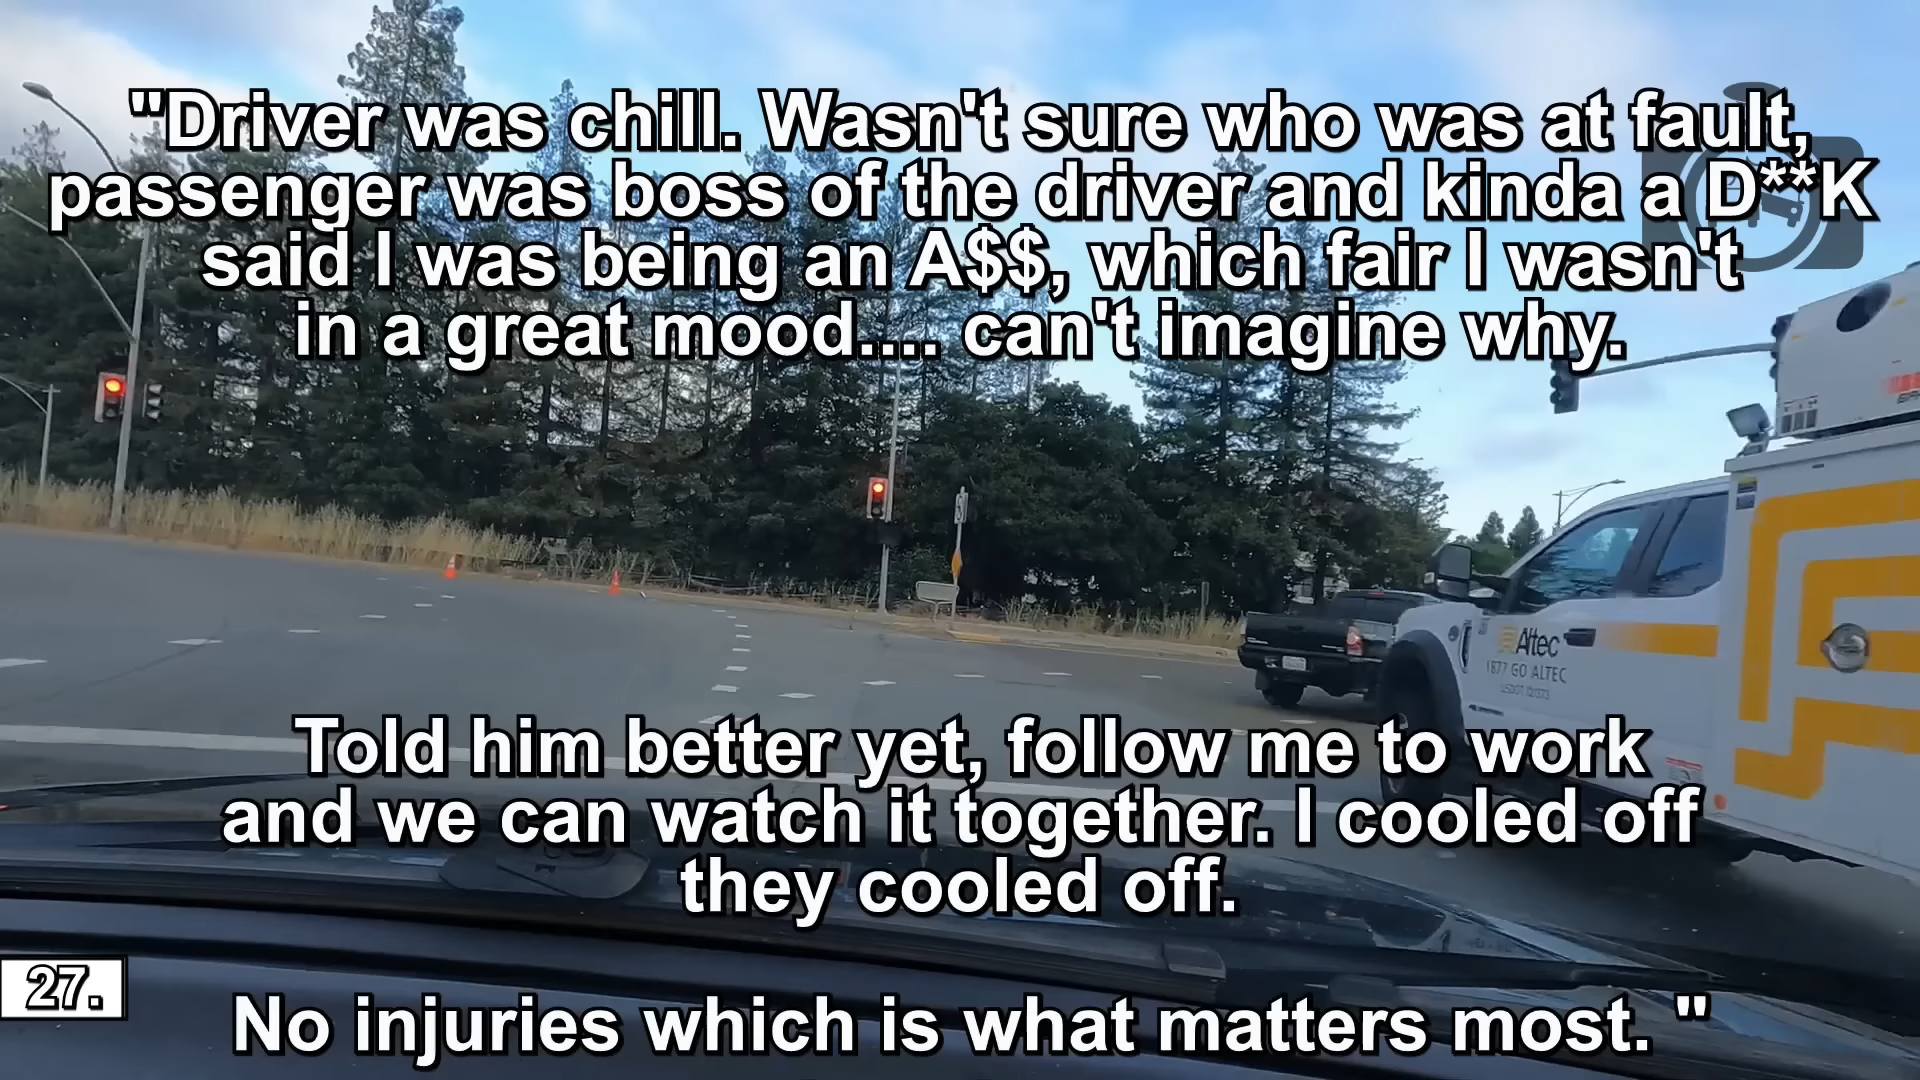 "Driver was chill. Wasn't sure who was at fault,
passenger was boss of the driver and kinda a D**K
said I was being an A$$, which fair I wasn't
in a great mood.... can't imagine why.
Altec
1 877 GO ALTEC
Told him better yet, follow me to work
and we can watch it together. I cooled off
they cooled off.
27.
No injuries which is what matters most. "